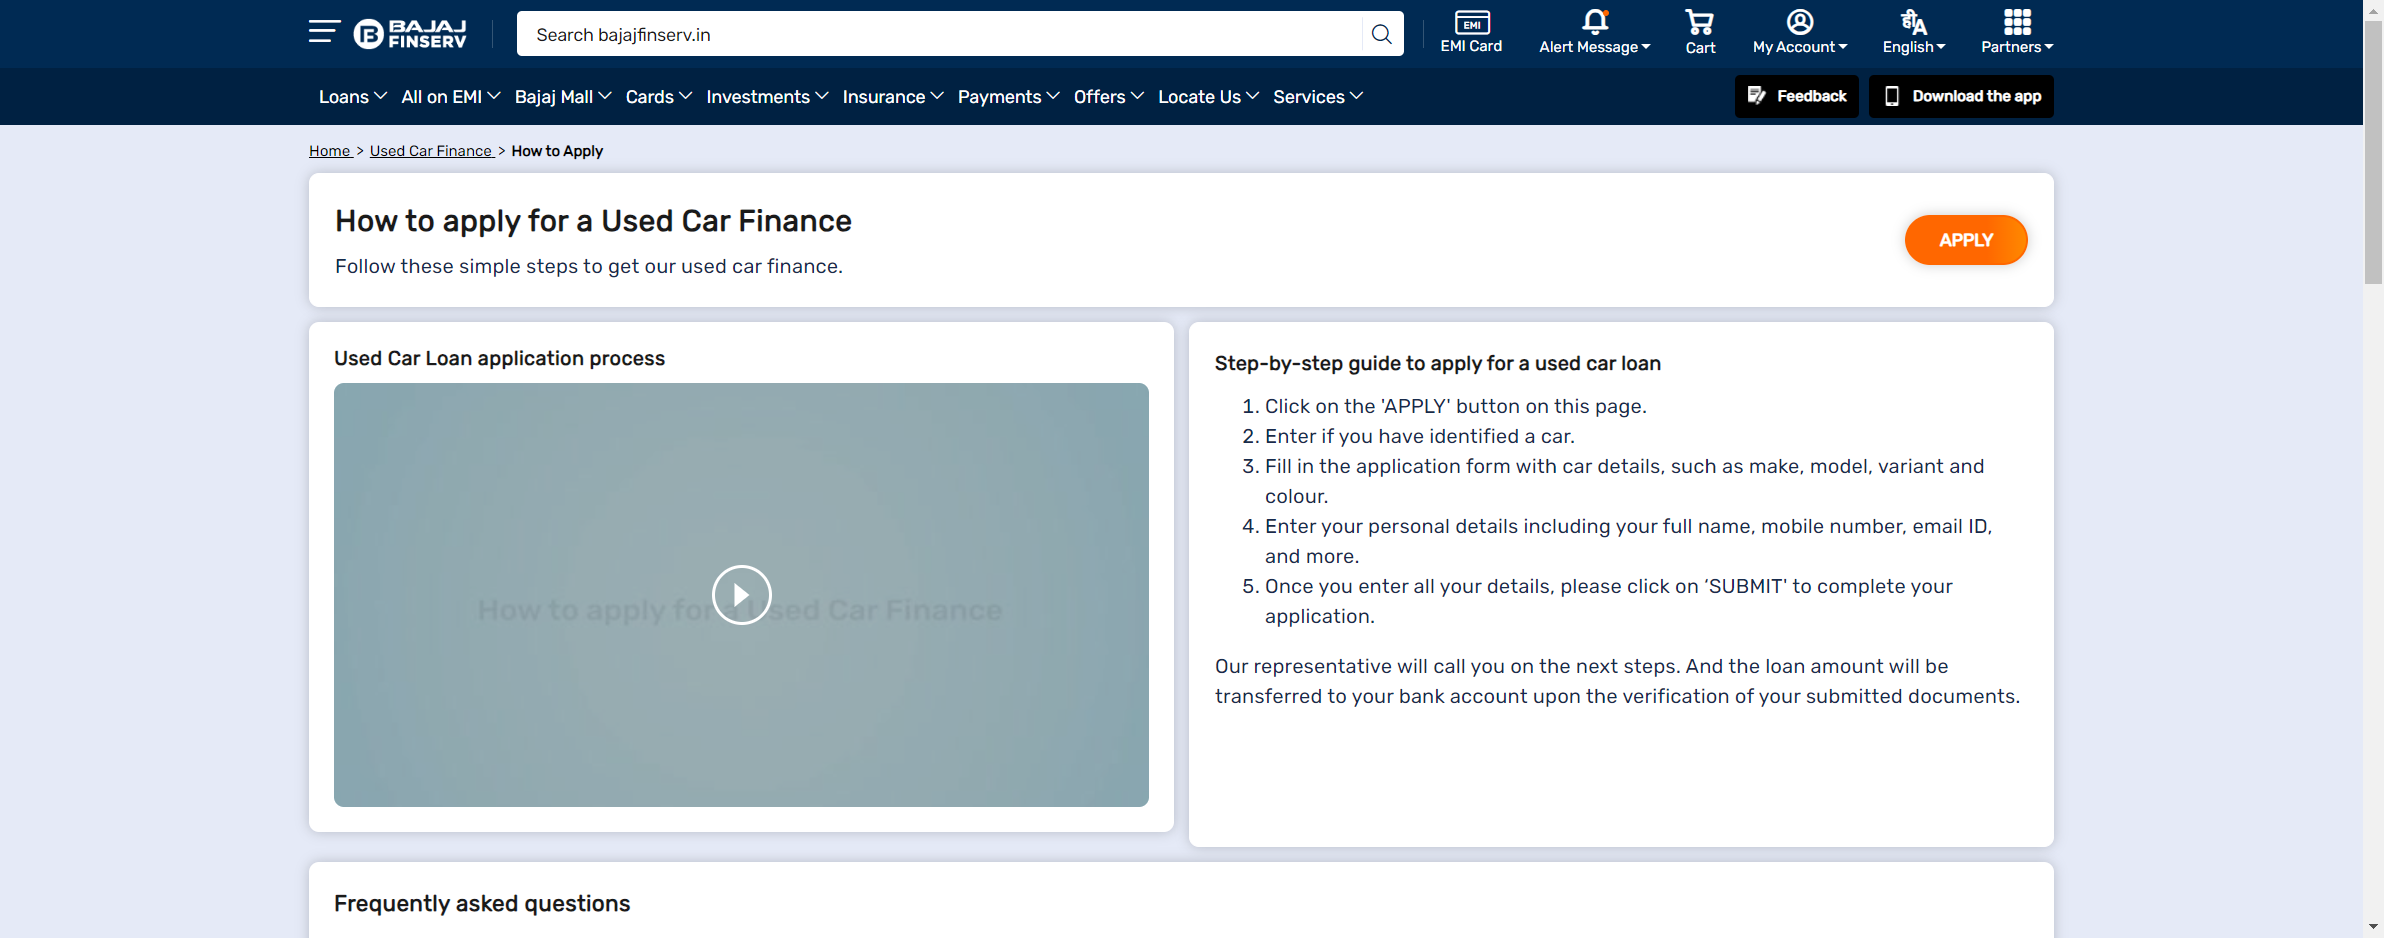 BAJAJ
FINSERV
Search bajajfinserv.in
EMI
EMI Card
Alert Message
Cart
My Account
हीA
English
Partners
Loans All on EMI Bajaj Mall Cards Investments Insurance Payments Offers Locate Us Services
Feedback
Download the app
Home > Used Car Finance > How to Apply
How to apply for a Used Car Finance
Follow these simple steps to get our used car finance.
APPLY
Used Car Loan application process
How to apply for a Used Car Finance
Step-by-step guide to apply for a used car loan
1. Click on the 'APPLY' button on this page.
2. Enter if you have identified a car.
3. Fill in the application form with car details, such as make, model, variant and
colour.
4. Enter your personal details including your full name, mobile number, email ID,
and more.
5. Once you enter all your details, please click on ‘SUBMIT' to complete your
application.
Our representative will call you on the next steps. And the loan amount will be
transferred to your bank account upon the verification of your submitted documents.
Frequently asked questions